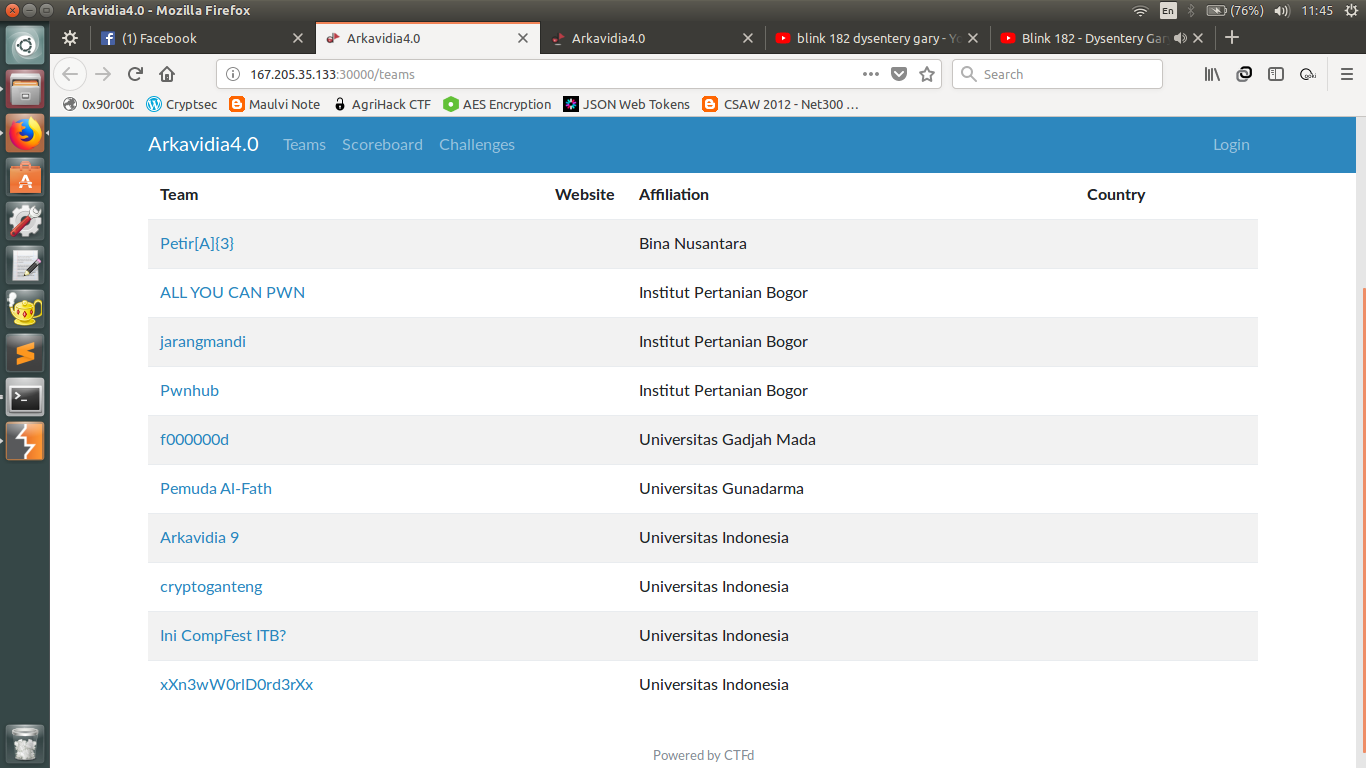 Arkavidia4.0 - Mozilla Firefox En (76%) 11:45
(1) Facebook Arkavidia4.0 Arkavidia4.0 blink 182 dysentery gary - Blink 182 - Dysentery
167.205.35.133:30000/teams Search
0x90r00t Cryptsec Maulvi Note AgriHack CTF AES Encryption JSON Web Tokens CSAW 2012 - Net300 ...
Arkavidia4.0 Teams Scoreboard Challenges Login
Team Website Affiliation Country
Petir[A]{3} Bina Nusantara
ALL YOU CAN PWN Institut Pertanian Bogor
jarangmandi Institut Pertanian Bogor
Pwnhub Institut Pertanian Bogor
f000000d Universitas Gadjah Mada
Pemuda Al-Fath Universitas Gunadarma
Arkavidia 9 Universitas Indonesia
cryptoganteng Universitas Indonesia
Ini CompFest ITB? Universitas Indonesia
xXn3wW0rlD0rd3rXx Universitas Indonesia
Powered by CTFd